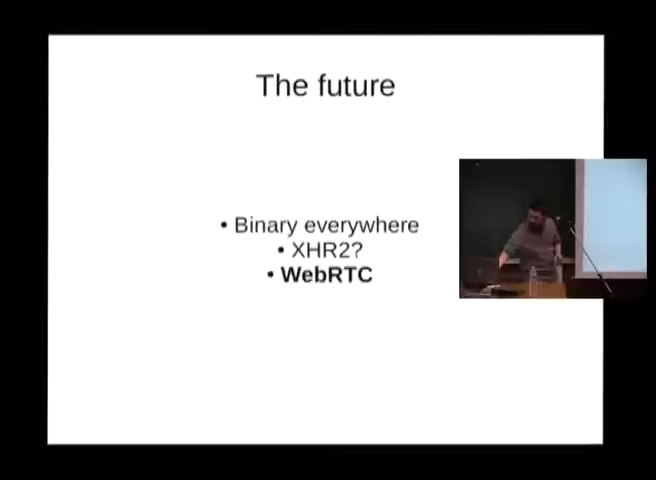 The future
• Binary everywhere
• XHR2?
• WebRTC